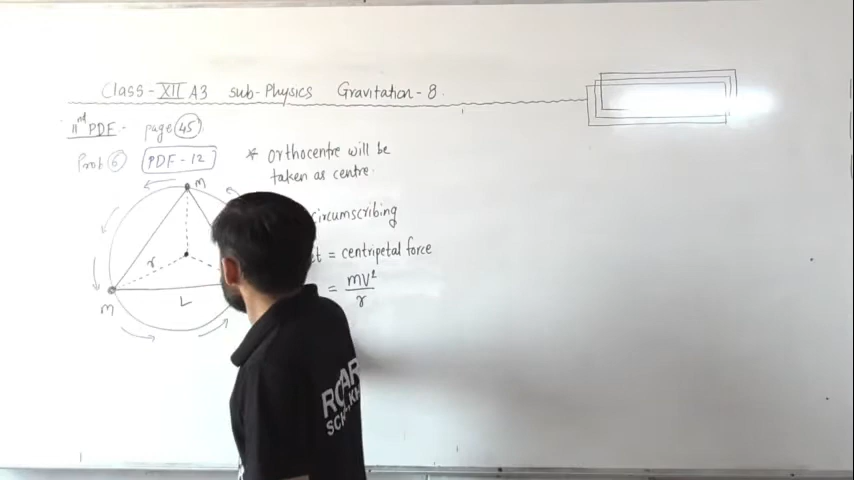 Class - XII A3 sub-Physics Gravitation - 8.
IInd PDF - page 45
Prob 6 PDF - 12
* orthocentre will be
taken as centre.
circumscribing
= centripetal force
= mv²/r
m
r
L
m